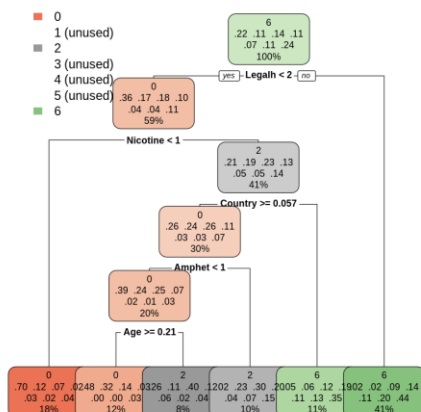 0
1 (unused)
2
3 (unused)
4 (unused)
5 (unused)
6
6
.22 .11 .14 .11
.07 .11 .24
100%
yes Legalh < 2 no
0
.36 .17 .18 .10
.04 .04 .11
59%
Nicotine < 1
2
.21 .19 .23 .13
.05 .05 .14
41%
Country >= 0.057
0
.26 .24 .26 .11
.03 .03 .07
30%
Amphet < 1
0
.39 .24 .25 .07
.02 .01 .03
20%
Age >= 0.21
0 0 2 2 6 6
.70 .12 .07 .32 .14 .11 .40 .23 .30 .06 .12 .02 .09 .14
.03 .02 .04 .00 .00 .03 .06 .02 .04 .04 .07 .15 .11 .13 .35 .11 .20 .44
18% 12% 8% 10% 11% 41%